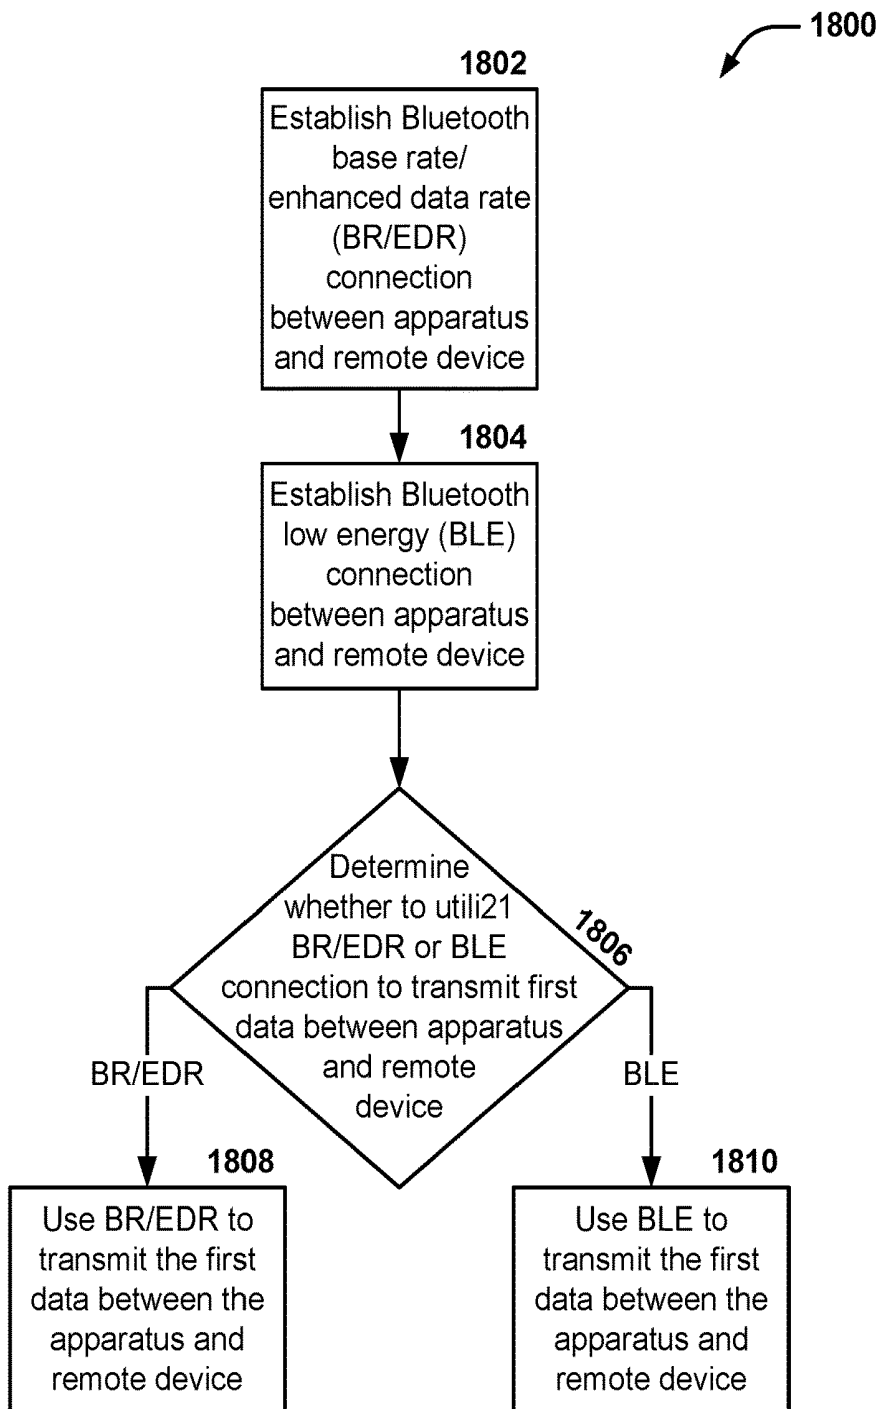 1800
1802
Establish Bluetooth
base rate/
enhanced data rate
(BR/EDR)
connection
between apparatus
and remote device
1804
Establish Bluetooth
low energy (BLE)
connection
between apparatus
and remote device
1806
Determine
whether to utili21
BR/EDR or BLE
connection to transmit first
data between apparatus
and remote
device
BR/EDR
BLE
1808
Use BR/EDR to
transmit the first
data between the
apparatus and
remote device
1810
Use BLE to
transmit the first
data between the
apparatus and
remote device